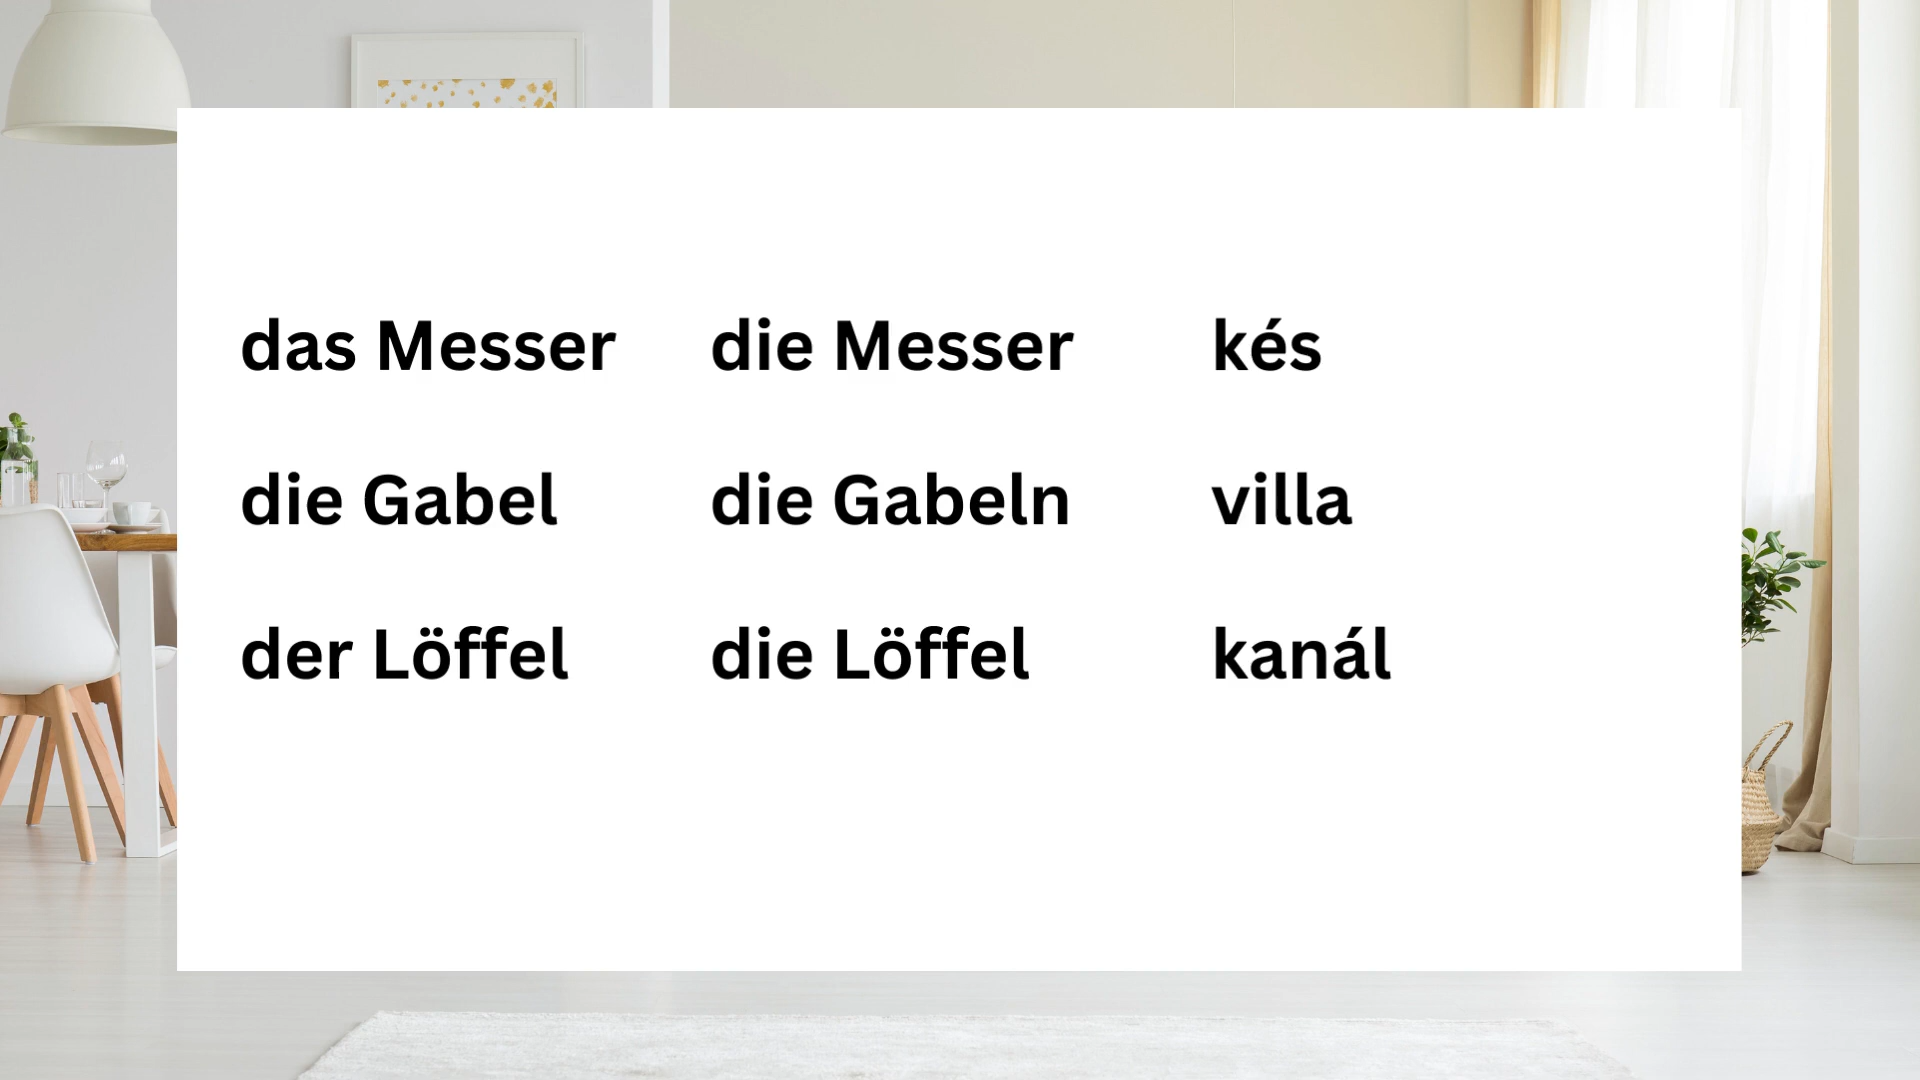 das Messer die Messer kés
die Gabel die Gabeln villa
der Löffel die Löffel kanál